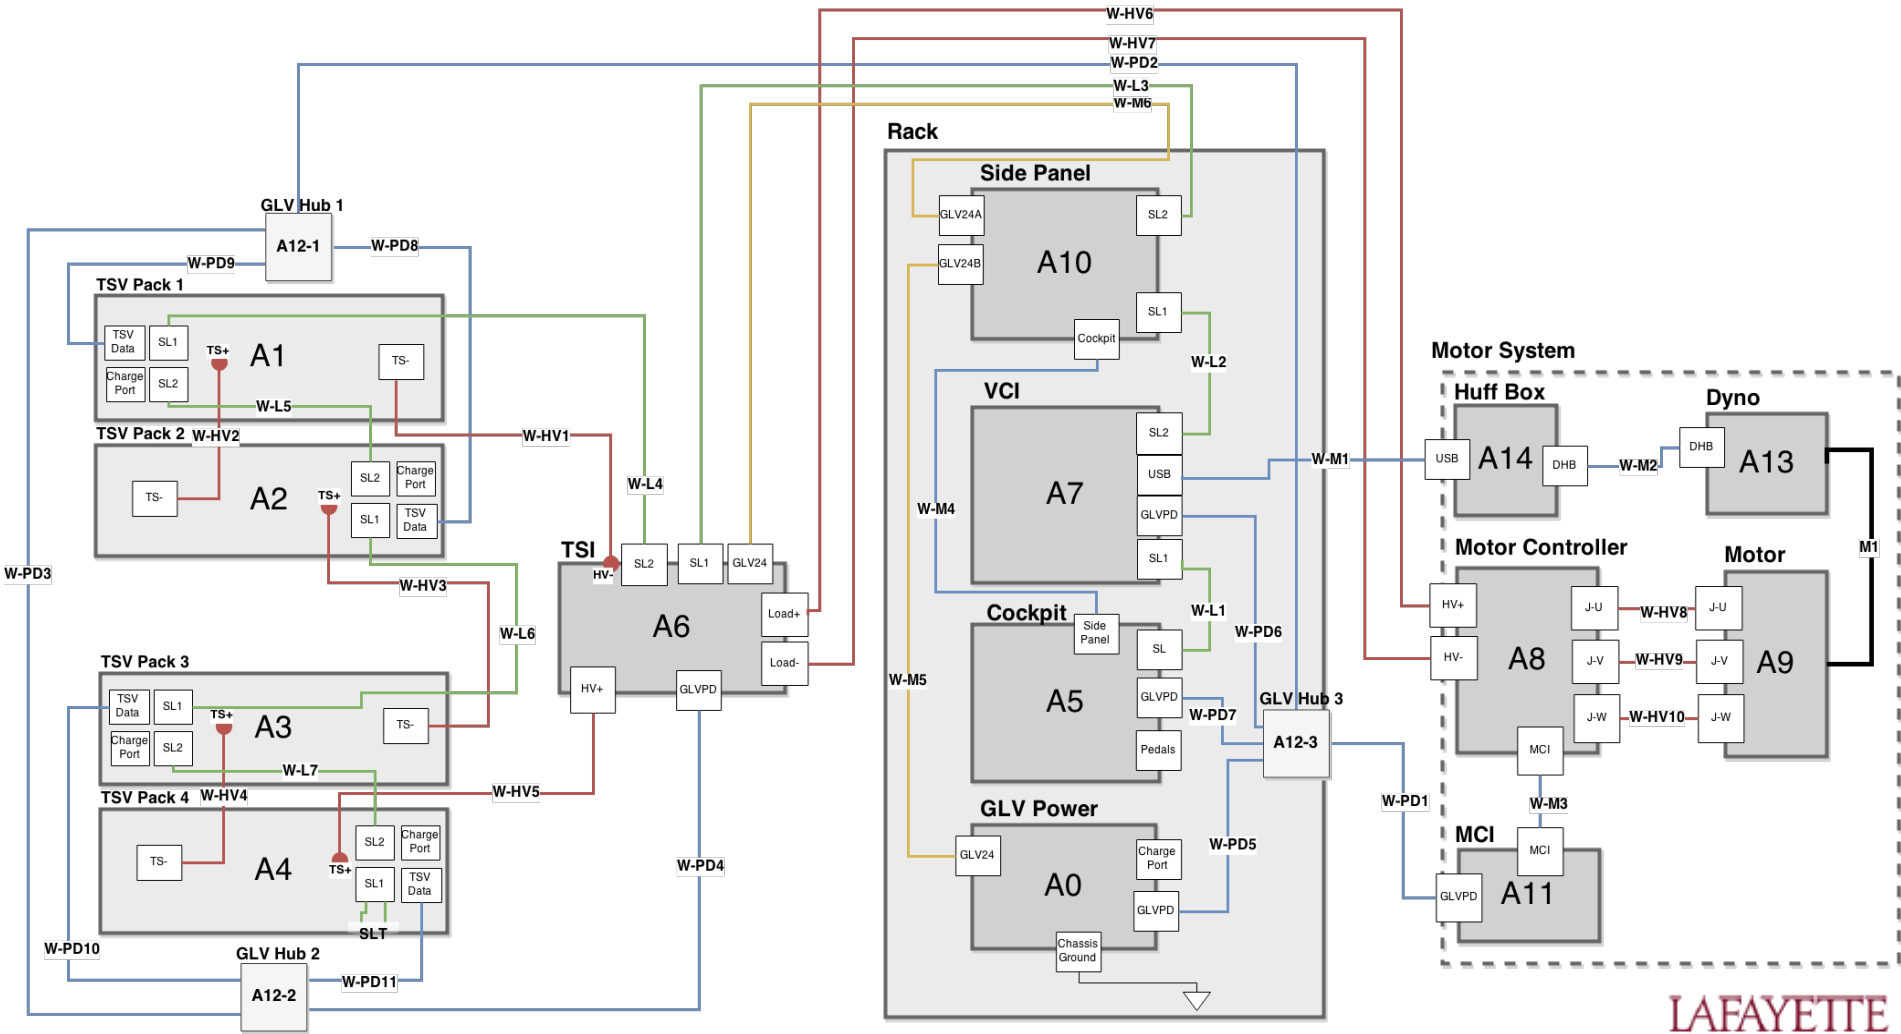 W-HV6
W-HV7
W-PD2
W-L3
W-M6
Rack
Side Panel
GLV24A
SL2
GLV24B
A10
SL1
Cockpit
W-L2
GLV Hub 1
A12-1
W-PD8
W-PD9
TSV Pack 1
TSV
Data
SL1
TS+
A1
TS-
Charge
Port
SL2
W-L5
W-HV2
W-HV1
TSV Pack 2
SL2
Charge
Port
TS-
A2
TS+
SL1
TSV
Data
W-L4
W-PD3
W-HV3
W-L6
TSI
HV-
SL2
SL1
GLV24
Load+
A6
Load-
HV+
GLVPD
TSV Pack 3
TSV
Data
SL1
TS+
A3
TS-
Charge
Port
SL2
W-L7
W-HV4
W-HV5
TSV Pack 4
SL2
Charge
Port
TS-
A4
TS+
SL1
TSV
Data
SLT
W-PD4
W-PD10
GLV Hub 2
W-PD11
A12-2
VCI
SL2
USB
A7
GLVPD
SL1
W-M4
W-L1
W-PD6
Cockpit
Side
Panel
SL
A5
GLVPD
W-PD7
Pedals
W-M5
GLV Hub 3
A12-3
GLV Power
GLV24
Charge
Port
A0
GLVPD
W-PD5
Chassis
Ground
W-M1
W-PD1
Motor System
Huff Box
Dyno
USB
A14
DHB
W-M2
DHB
A13
M1
Motor Controller
Motor
HV+
J-U
W-HV8
J-U
HV-
A8
J-V
W-HV9
J-V
A9
J-W
W-HV10
J-W
MCI
W-M3
MCI
MCI
GLVPD
A11
LAFAYETTE